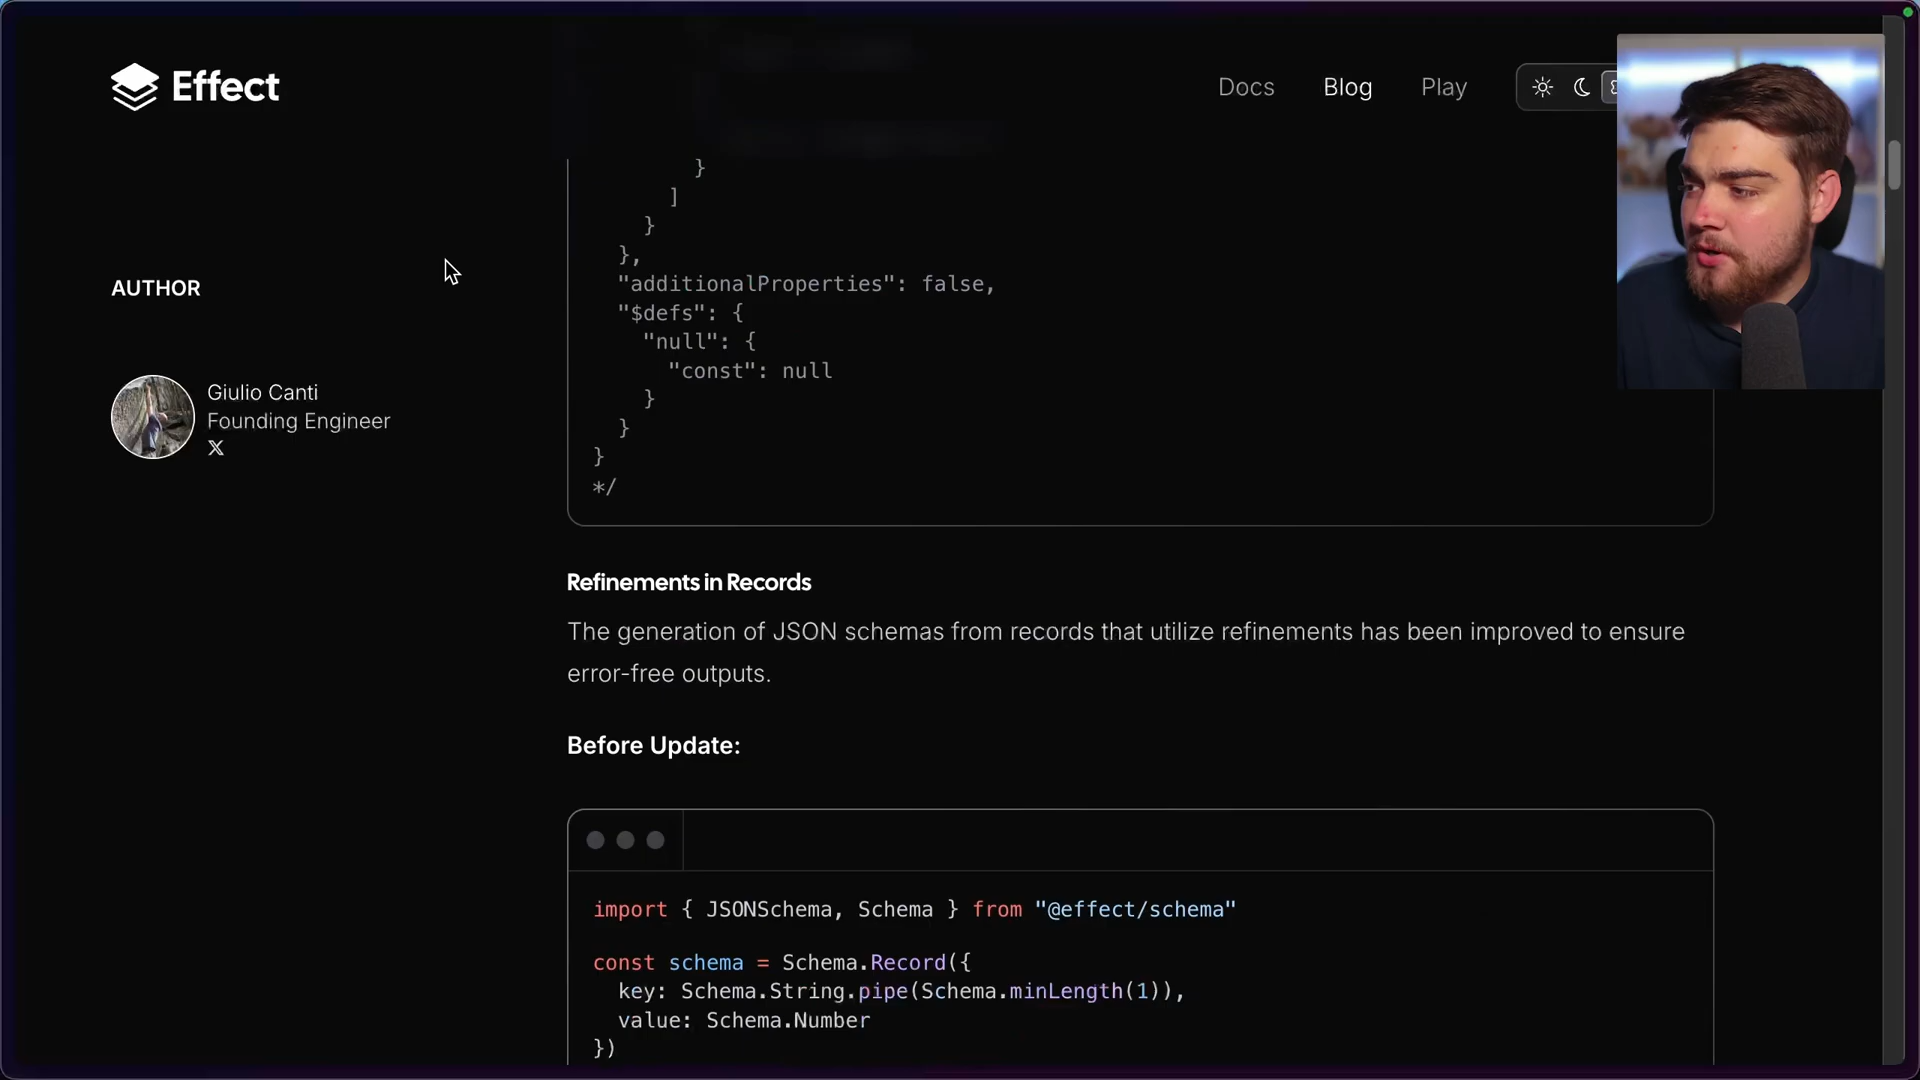 Effect
Docs
Blog
Play
AUTHOR
Giulio Canti
Founding Engineer
}
]
}
},
"additionalProperties": false,
"$defs": {
"null": {
"const": null
}
}
}
*/
Refinements in Records
The generation of JSON schemas from records that utilize refinements has been improved to ensure
error-free outputs.
Before Update:
import { JSONSchema, Schema } from "@effect/schema"
const schema = Schema.Record({
key: Schema.String.pipe(Schema.minLength(1)),
value: Schema.Number
})